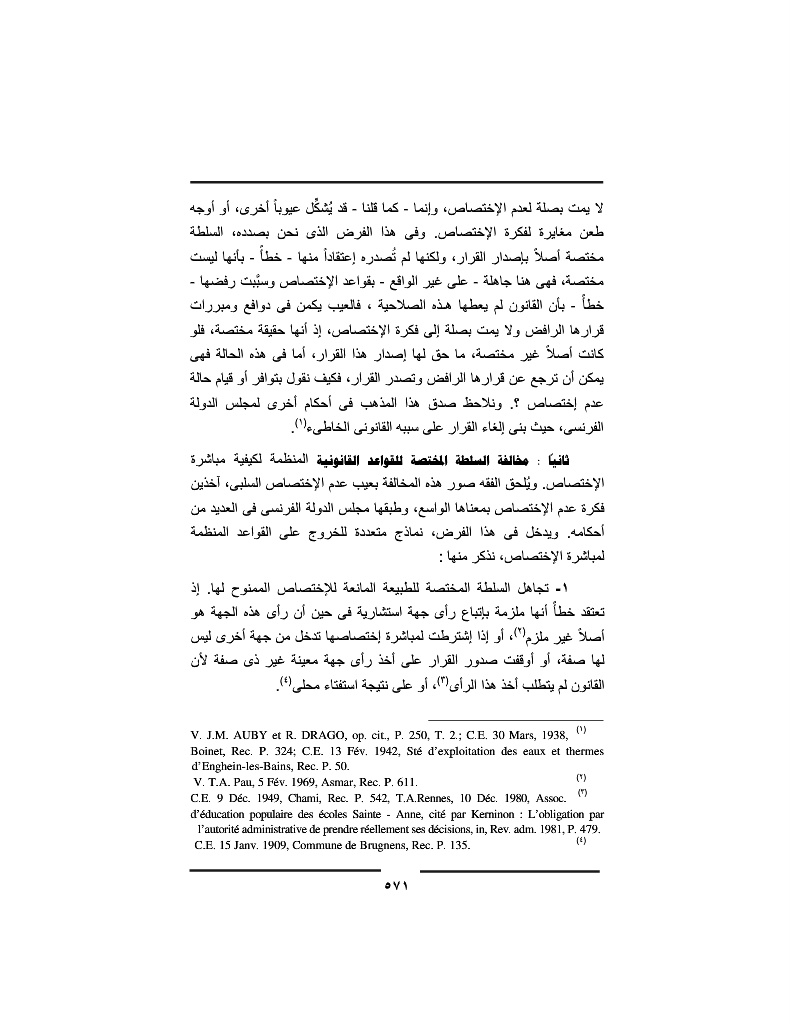 لا يمت بصلة لعدم الإختصاص، وإنما - كما قلنا - قد يُشكِّل عيوباً أخرى، أو أوجه
طعن مغايرة لفكرة الإختصاص. وفى هذا الفرض الذى نحن بصدده، السلطة
مختصة أصلاً بإصدار القرار، ولكنها لم تُصدره إعتقاداً منها - خطأً - بأنها ليست
مختصة، فهى هنا جاهلة - على غير الواقع - بقواعد الإختصاص وسبَّبت رفضها -
خطأً - بأن القانون لم يعطها هذه الصلاحية ، فالعيب يكمن فى دوافع ومبررات
قرارها الرافض ولا يمت بصلة إلى فكرة الإختصاص، إذ أنها حقيقة مختصة، فلو
كانت أصلاً غير مختصة، ما حق لها إصدار هذا القرار، أما فى هذه الحالة فهى
يمكن أن ترجع عن قرارها الرافض وتصدر القرار، فكيف نقول بتوافر أو قيام حالة
عدم إختصاص ؟. ونلاحظ صدق هذا المذهب فى أحكام أخرى لمجلس الدولة
الفرنسى، حيث بنى إلغاء القرار على سببه القانونى الخاطىء(١).
ثانياً : مخالفة السلطة المختصة للقواعد القانونية المنظمة لكيفية مباشرة
الإختصاص. ويُلحق الفقه صور هذه المخالفة بعيب عدم الإختصاص السلبى، آخذين
فكرة عدم الإختصاص بمعناها الواسع، وطبقها مجلس الدولة الفرنسى فى العديد من
أحكامه. ويدخل فى هذا الفرض، نماذج متعددة للخروج على القواعد المنظمة
لمباشرة الإختصاص، نذكر منها :
١- تجاهل السلطة المختصة للطبيعة المانعة للإختصاص الممنوح لها. إذ
تعتقد خطأً أنها ملزمة بإتباع رأى جهة استشارية فى حين أن رأى هذه الجهة هو
أصلاً غير ملزم(٢)، أو إذا إشترطت لمباشرة إختصاصها تدخل من جهة أخرى ليس
لها صفة، أو أوقفت صدور القرار على أخذ رأى جهة معينة غير ذى صفة لأن
القانون لم يتطلب أخذ هذا الرأى(٣)، أو على نتيجة استفتاء محلى(٤).
V. J.M. AUBY et R. DRAGO, op. cit., P. 250, T. 2.; C.E. 30 Mars, 1938, (١)
Boinet, Rec. P. 324; C.E. 13 Fév. 1942, Sté d'exploitation des eaux et thermes
d'Enghein-les-Bains, Rec. P. 50.
V. T.A. Pau, 5 Fév. 1969, Asmar, Rec. P. 611. (٢)
C.E. 9 Déc. 1949, Chami, Rec. P. 542, T.A.Rennes, 10 Déc. 1980, Assoc. (٣)
d'éducation populaire des écoles Sainte - Anne, cité par Kerninon : L'obligation par
l'autorité administrative de prendre réellement ses décisions, in, Rev. adm. 1981, P. 479.
C.E. 15 Janv. 1909, Commune de Brugnens, Rec. P. 135. (٤)
٥٧١